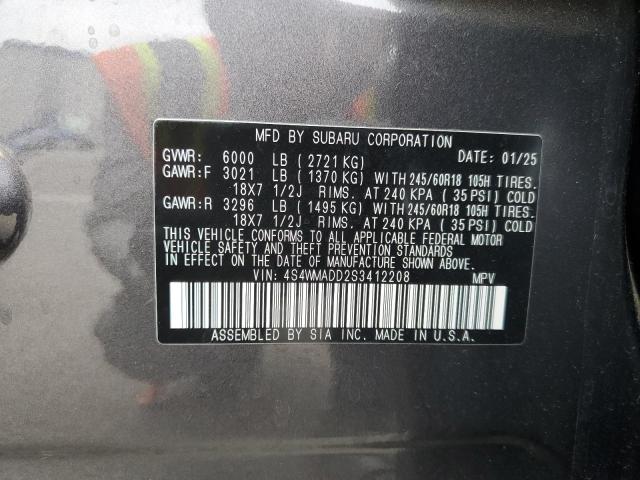 MFD BY SUBARU CORPORATION
GVWR: 6000 LB ( 2721 KG) DATE: 01/25
GAWR:F 3021 LB ( 1370 KG) WITH 245/60R18 105H TIRES.
18X7 1/2J RIMS. AT 240 KPA ( 35 PSI) COLD
GAWR:R 3296 LB ( 1495 KG) WITH 245/60R18 105H TIRES.
18X7 1/2J RIMS. AT 240 KPA ( 35 PSI) COLD
THIS VEHICLE CONFORMS TO ALL APPLICABLE FEDERAL MOTOR
VEHICLE SAFETY AND THEFT PREVENTION STANDARDS
IN EFFECT ON THE DATE OF MANUFACTURE SHOWN ABOVE.
VIN: 4S4WMADD2S3412208 MPV
ASSEMBLED BY SIA INC. MADE IN U.S.A.